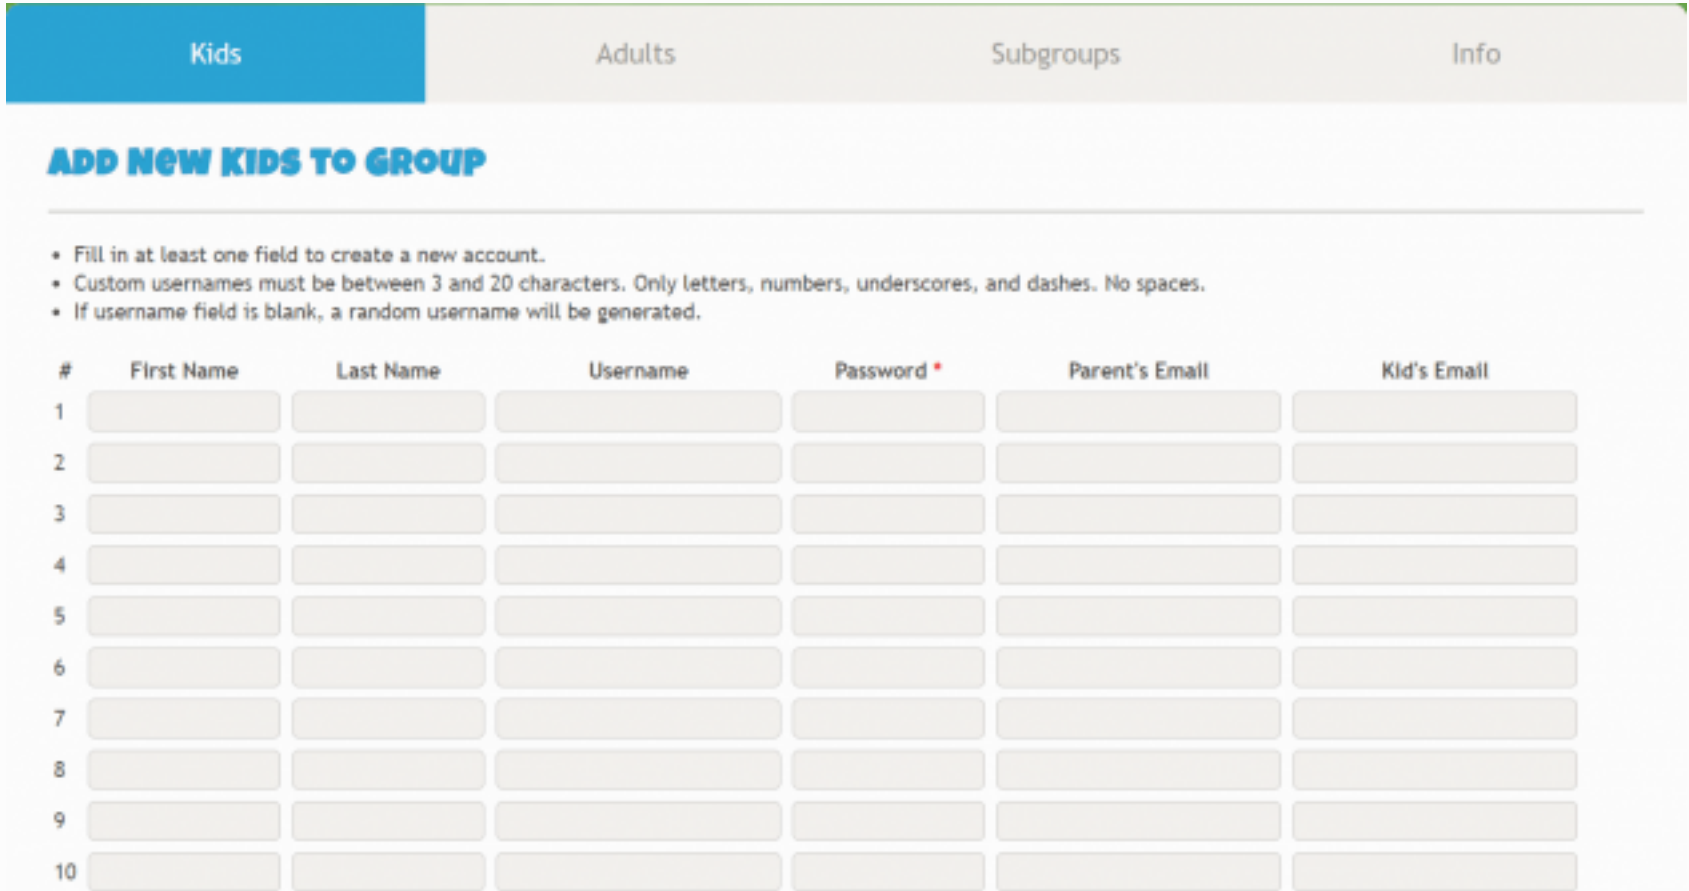 Kids Adults Subgroups Info
ADD NEW KIDS TO GROUP
• Fill in at least one field to create a new account.
• Custom usernames must be between 3 and 20 characters. Only letters, numbers, underscores, and dashes. No spaces.
• If username field is blank, a random username will be generated.
# First Name Last Name Username Password * Parent's Email Kid's Email
1
2
3
4
5
6
7
8
9
10